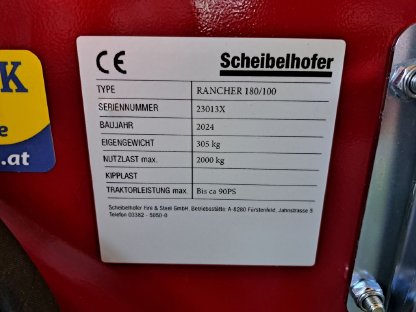 CE
Scheibelhofer
TYPE RANCHER 180/100
SERIENNUMMER 23013X
BAUJAHR 2024
EIGENGEWICHT 305 kg
NUTZLAST max. 2000 kg
KIPPLAST
TRAKTORLEISTUNG max. Bis ca 90PS
Scheibelhofer Fire & Steel GmbH, Betriebsstätte: A-8280 Fürstenfeld, Jahnstrasse 5
Telefon 03382 - 5050-0
K
e
.at